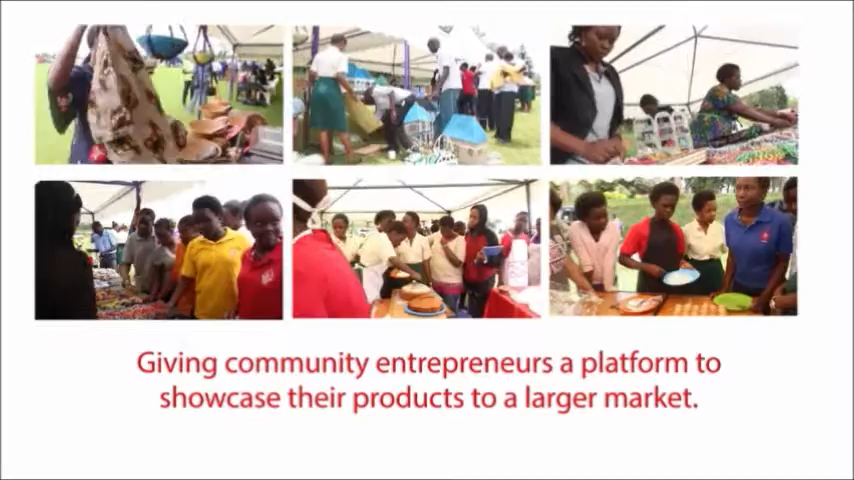 Giving community entrepreneurs a platform to
showcase their products to a larger market.